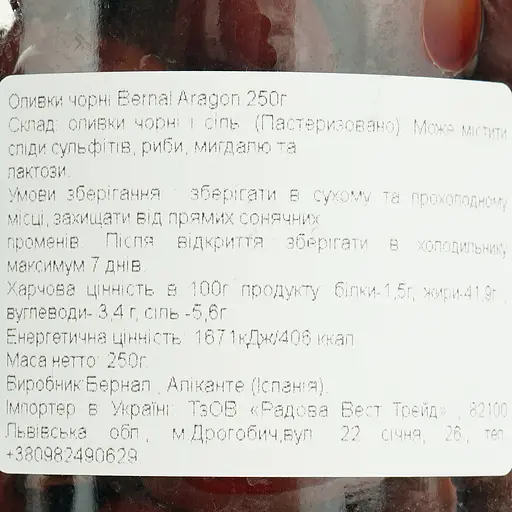 Оливки чорні Bernal Aragon 250г
Склад: оливки чорні і сіль. (Пастеризовано). Може містити
сліди сульфітів, риби, мигдалю та
лактози.
Умови зберігання : зберігати в сухому та прохолодному
місці, захищати від прямих сонячних
променів. Після відкриття зберігати в холодильнику
максимум 7 днів.
Харчова цінність в 100г продукту: білки-1,5г, жири-41,9г ,
вуглеводи- 3,4 г, сіль -5,6г
Енергетична цінність: 1671кДж/406 ккал
Маса нетто: 250г.
Виробник:Бернал , Аліканте (Іспанія).
Імпортер в Україні: ТзОВ «Радова Вест Трейд» , 82100
Львівська обл., м.Дрогобич,вул. 22 січня, 26, тел.
+380982490629